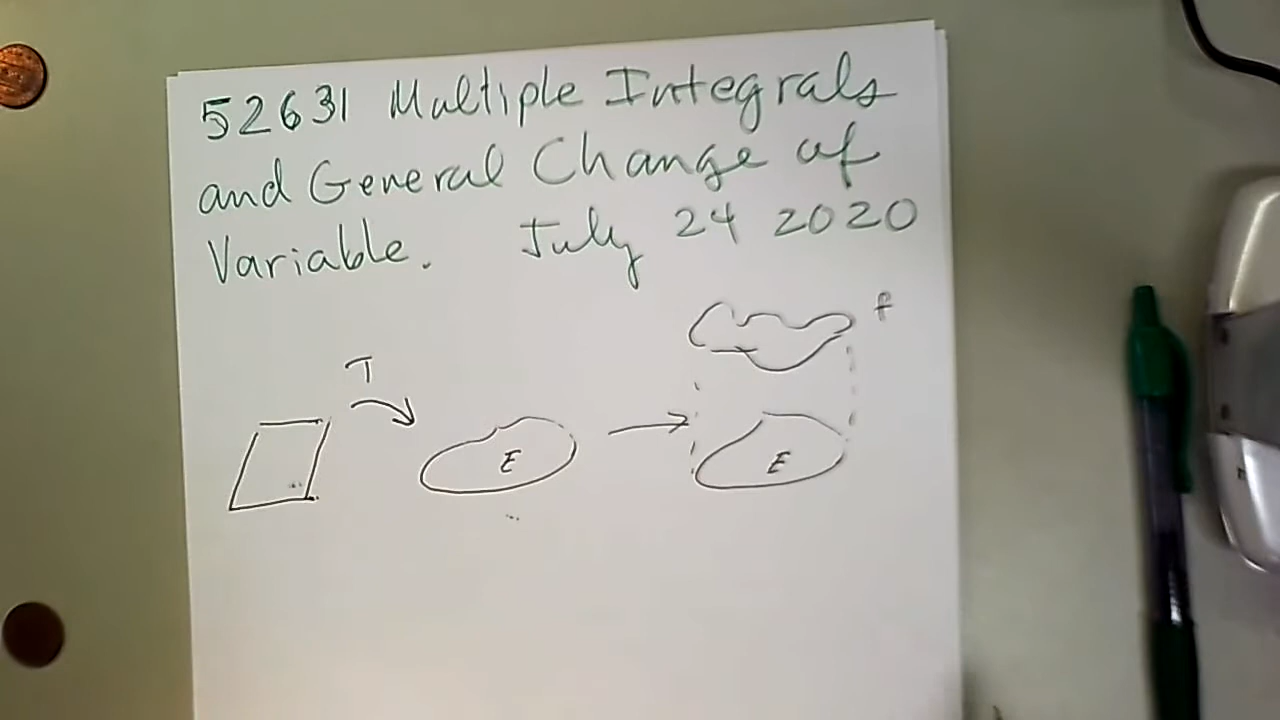 52631 Multiple Integrals
and General Change of
Variable. July 24 2020
f
T
E
E